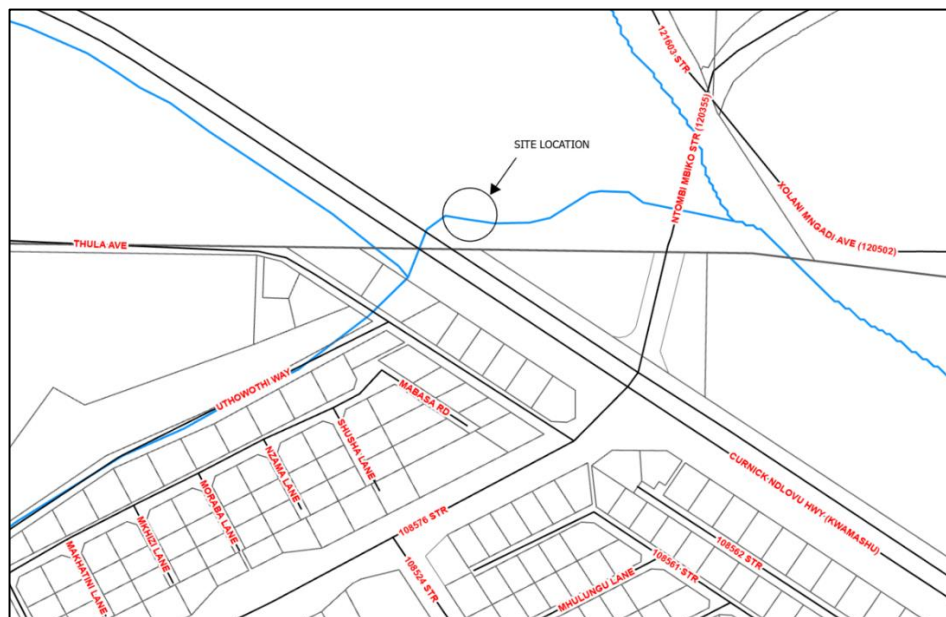 121603 STR
NTOMBI MBIKO STR (120355)
SITE LOCATION
XOLANI MNGADI AVE (120502)
THULA AVE
UTHOWOTHI WAY
MABASA RD
SHUSHA LANE
NZAMA LANE
MORABA LANE
MKHIZI LANE
MAKHATINI LANE
108576 STR
108524 STR
CURNICK NDLOVU HWY (KWAMASHU)
108562 STR
108561 STR
MHLUNGU LANE